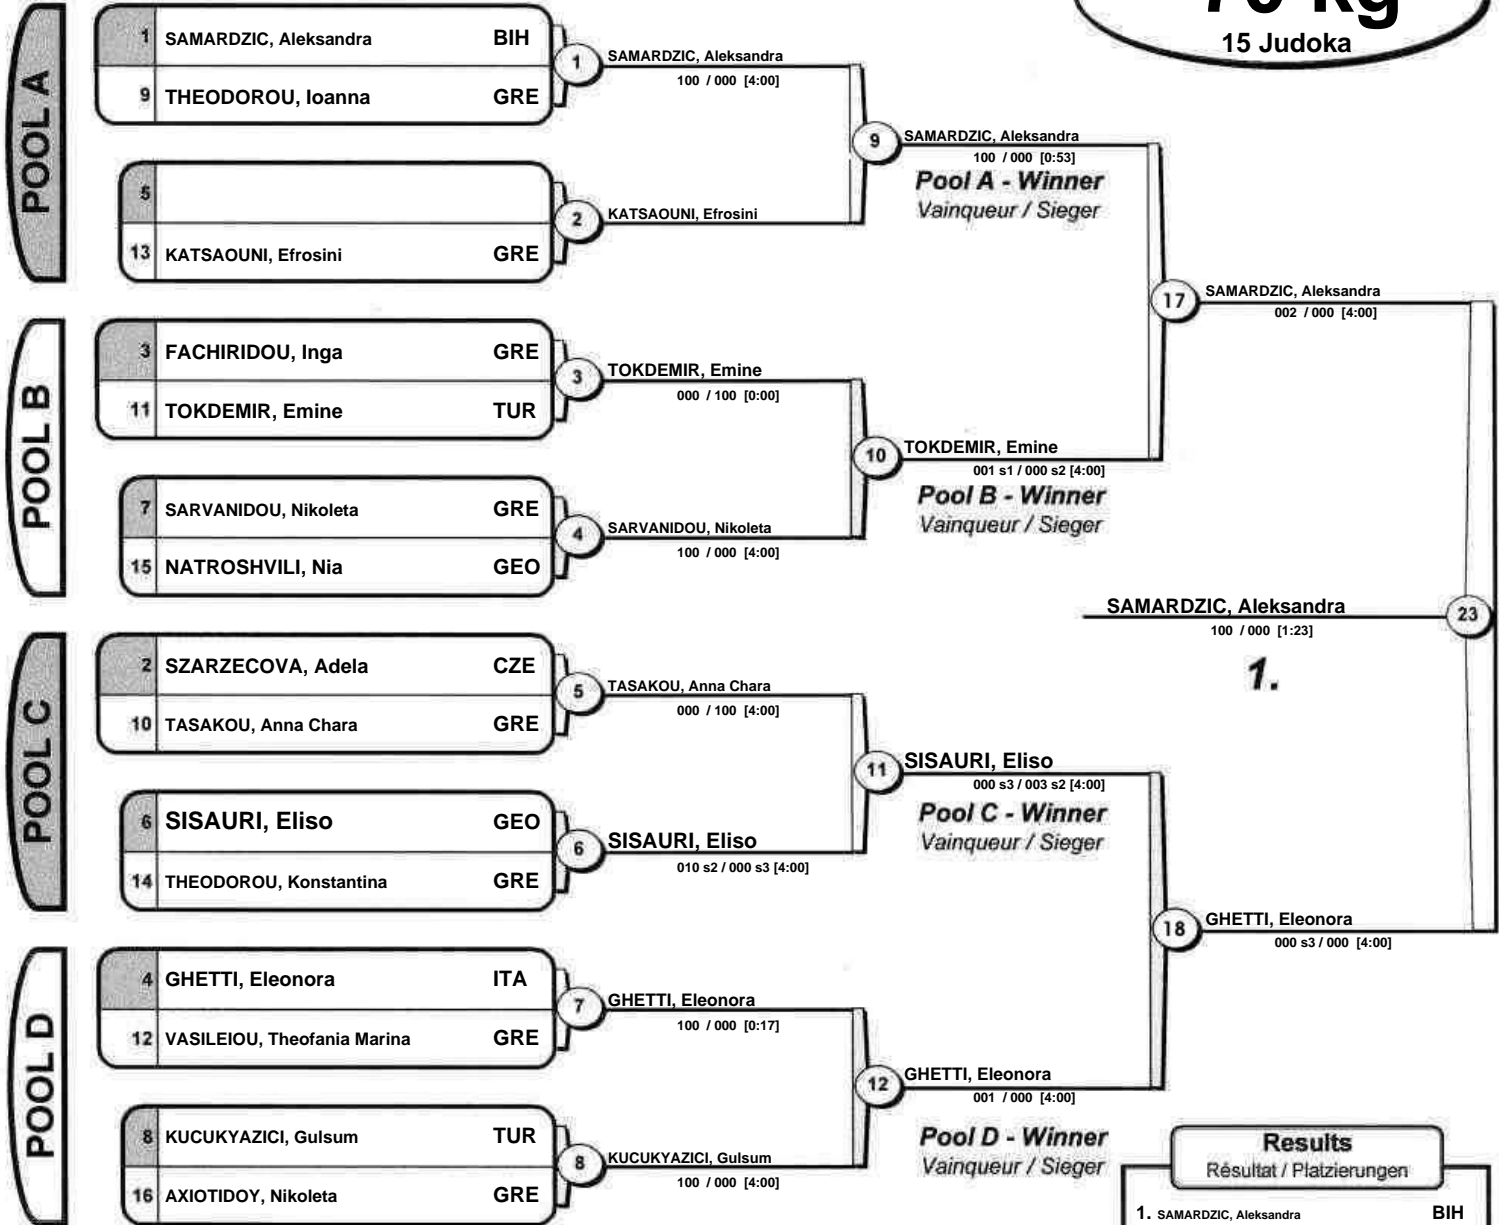 15 Judoka
POOL A
1 SAMARDZIC, Aleksandra BIH
9 THEODOROU, Ioanna GRE
1
SAMARDZIC, Aleksandra
100 / 000 [4:00]
5
13 KATSAOUNI, Efrosini GRE
2
KATSAOUNI, Efrosini
9
SAMARDZIC, Aleksandra
100 / 000 [0:53]
Pool A - Winner
Vainqueur / Sieger
POOL B
3 FACHIRIDOU, Inga GRE
11 TOKDEMIR, Emine TUR
3
TOKDEMIR, Emine
000 / 100 [0:00]
7 SARVANIDOU, Nikoleta GRE
15 NATROSHVILI, Nia GEO
4
SARVANIDOU, Nikoleta
100 / 000 [4:00]
10
TOKDEMIR, Emine
001 s1 / 000 s2 [4:00]
Pool B - Winner
Vainqueur / Sieger
17
SAMARDZIC, Aleksandra
002 / 000 [4:00]
SAMARDZIC, Aleksandra
23
100 / 000 [1:23]
1.
POOL C
2 SZARZECOVA, Adela CZE
10 TASAKOU, Anna Chara GRE
5
TASAKOU, Anna Chara
000 / 100 [4:00]
6 SISAURI, Eliso GEO
14 THEODOROU, Konstantina GRE
6
SISAURI, Eliso
010 s2 / 000 s3 [4:00]
11
SISAURI, Eliso
000 s3 / 003 s2 [4:00]
Pool C - Winner
Vainqueur / Sieger
18
GHETTI, Eleonora
000 s3 / 000 [4:00]
POOL D
4 GHETTI, Eleonora ITA
12 VASILEIOU, Theofania Marina GRE
7
GHETTI, Eleonora
100 / 000 [0:17]
8 KUCUKYAZICI, Gulsum TUR
16 AXIOTIDOY, Nikoleta GRE
8
KUCUKYAZICI, Gulsum
100 / 000 [4:00]
12
GHETTI, Eleonora
001 / 000 [4:00]
Pool D - Winner
Vainqueur / Sieger
Results
Résultat / Platzierungen
1. SAMARDZIC, Aleksandra BIH